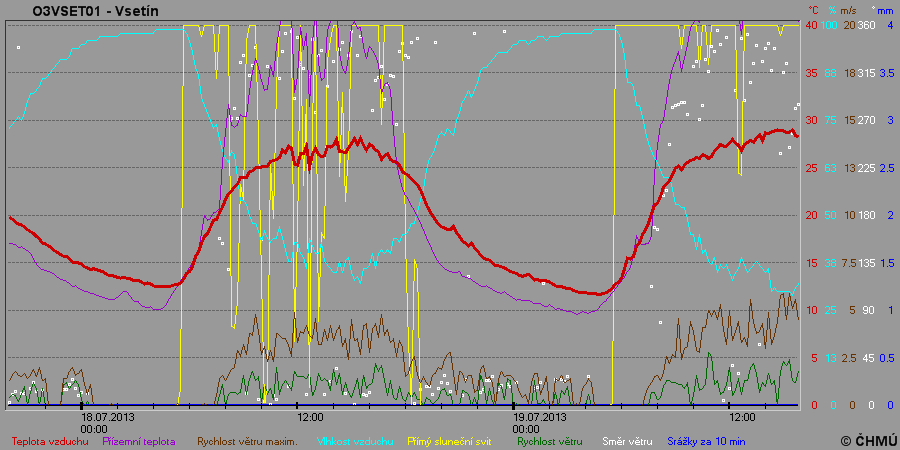 O3VSET01 - Vsetín
°C % m/s ° mm
40 100 20 360 4
35 88 18 315 3.5
30 75 15 270 3
25 63 13 225 2.5
20 50 10 180 2
15 38 7.5 135 1.5
10 25 5 90 1
5 13 2.5 45 0.5
0 0 0 0 0
18.07.2013 12:00 19.07.2013 12:00
00:00 00:00
Teplota vzduchu Přízemní teplota Rychlost větru maxim. Vlhkost vzduchu Přímý sluneční svit Rychlost větru Směr větru Srážky za 10 min
© ČHMÚ